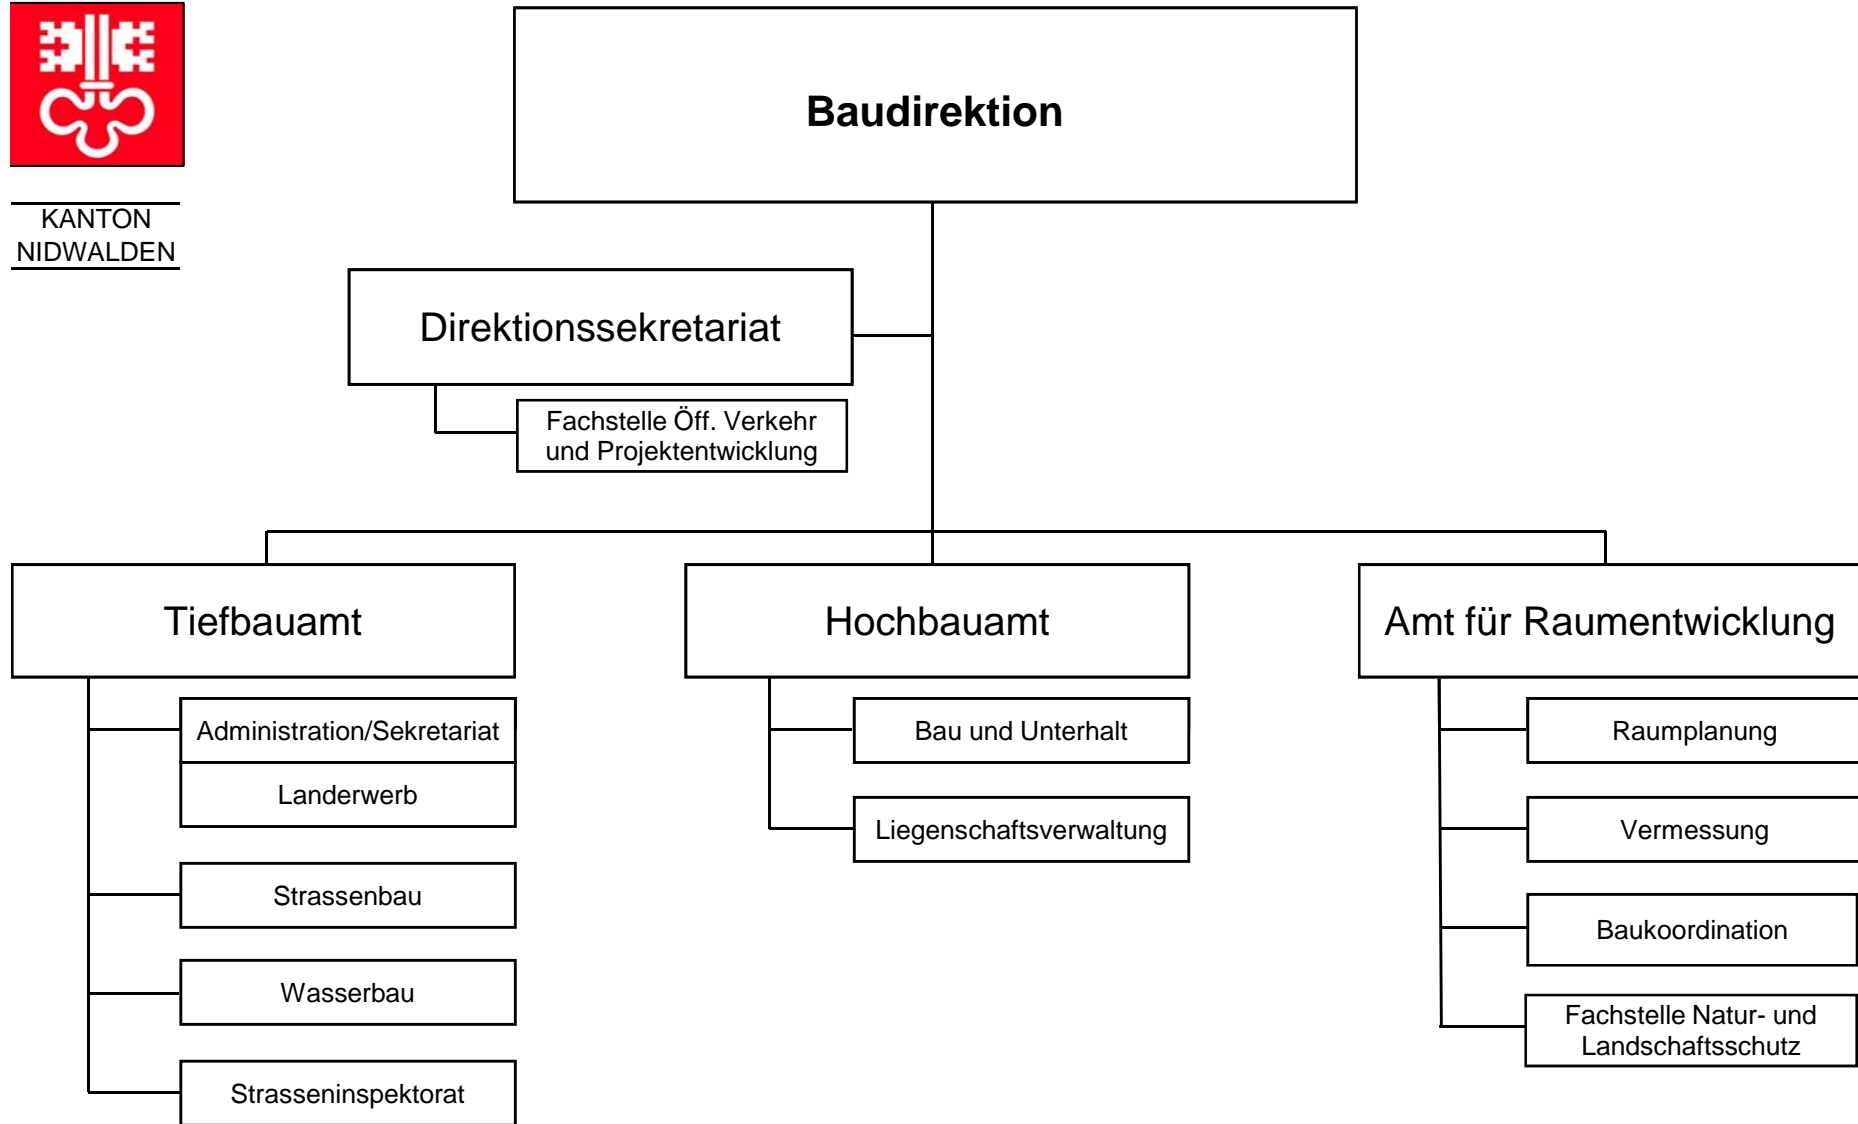 KANTON
NIDWALDEN
Baudirektion
Direktionssekretariat
Fachstelle Öff. Verkehr
und Projektentwicklung
Tiefbauamt
Administration/Sekretariat
Landerwerb
Strassenbau
Wasserbau
Strasseninspektorat
Hochbauamt
Bau und Unterhalt
Liegenschaftsverwaltung
Amt für Raumentwicklung
Raumplanung
Vermessung
Baukoordination
Fachstelle Natur- und
Landschaftsschutz